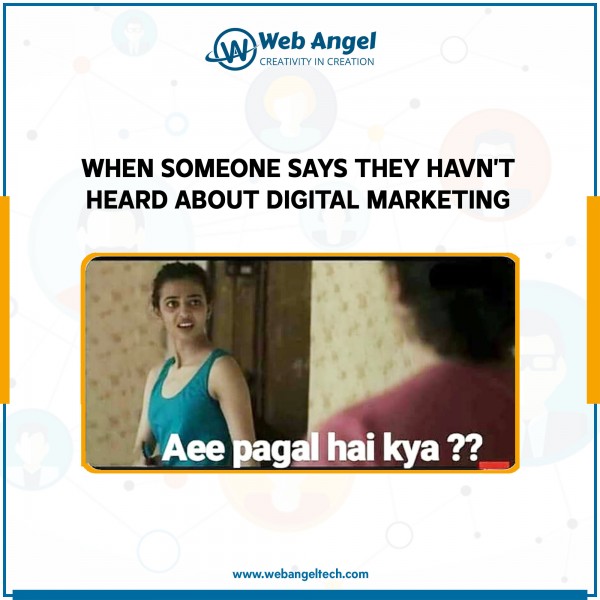 Web Angel
CREATIVITY IN CREATION
WHEN SOMEONE SAYS THEY HAVN'T
HEARD ABOUT DIGITAL MARKETING
Aee pagal hai kya ??
www.webangeltech.com